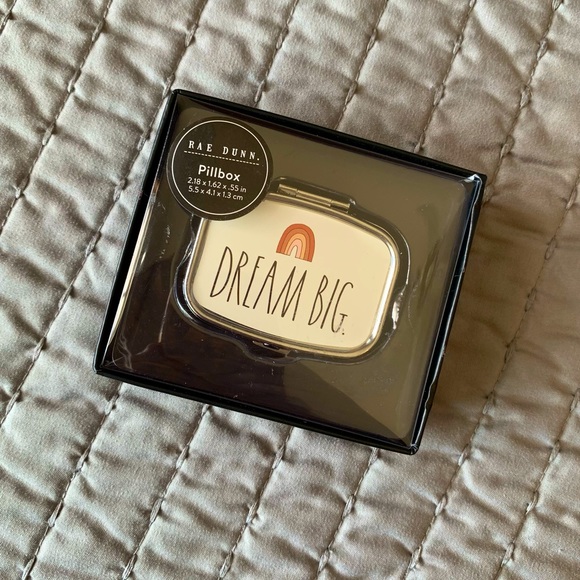 RAE DUNN.
Pillbox
2.18 x 1.62 x .55 in
5.5 x 4.1 x 1.3 cm
DREAM BIG.